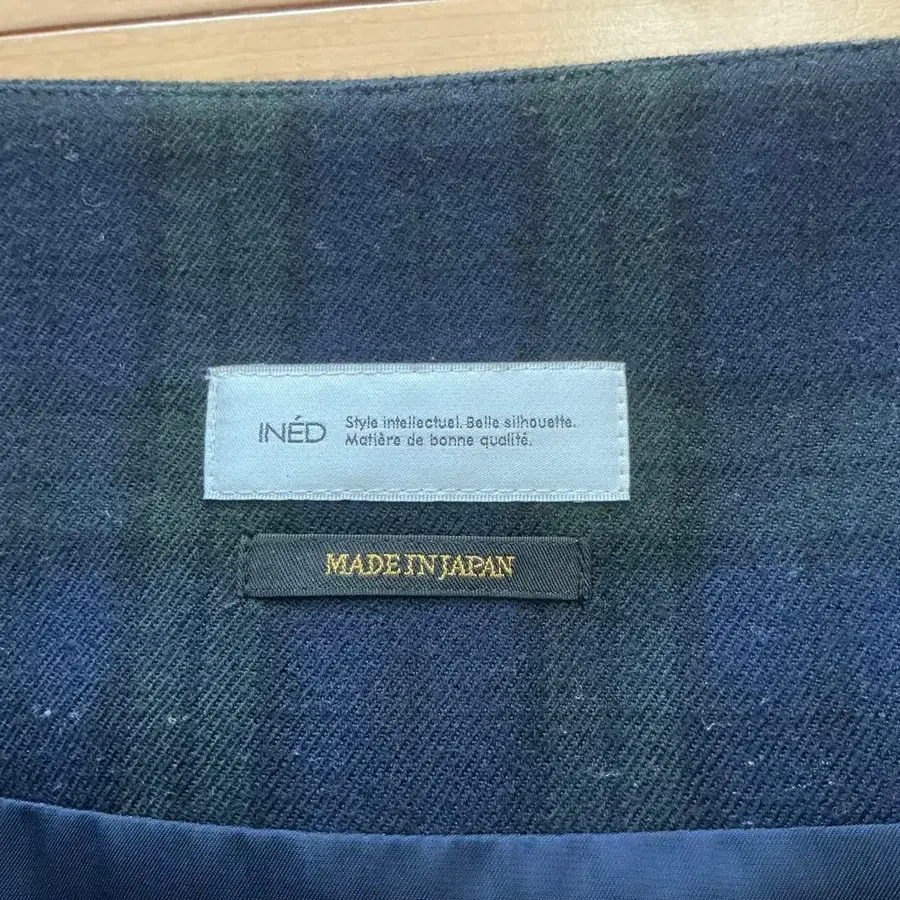 INÉD
Style intellectuel. Belle silhouette.
Matière de bonne qualité.
MADE IN JAPAN